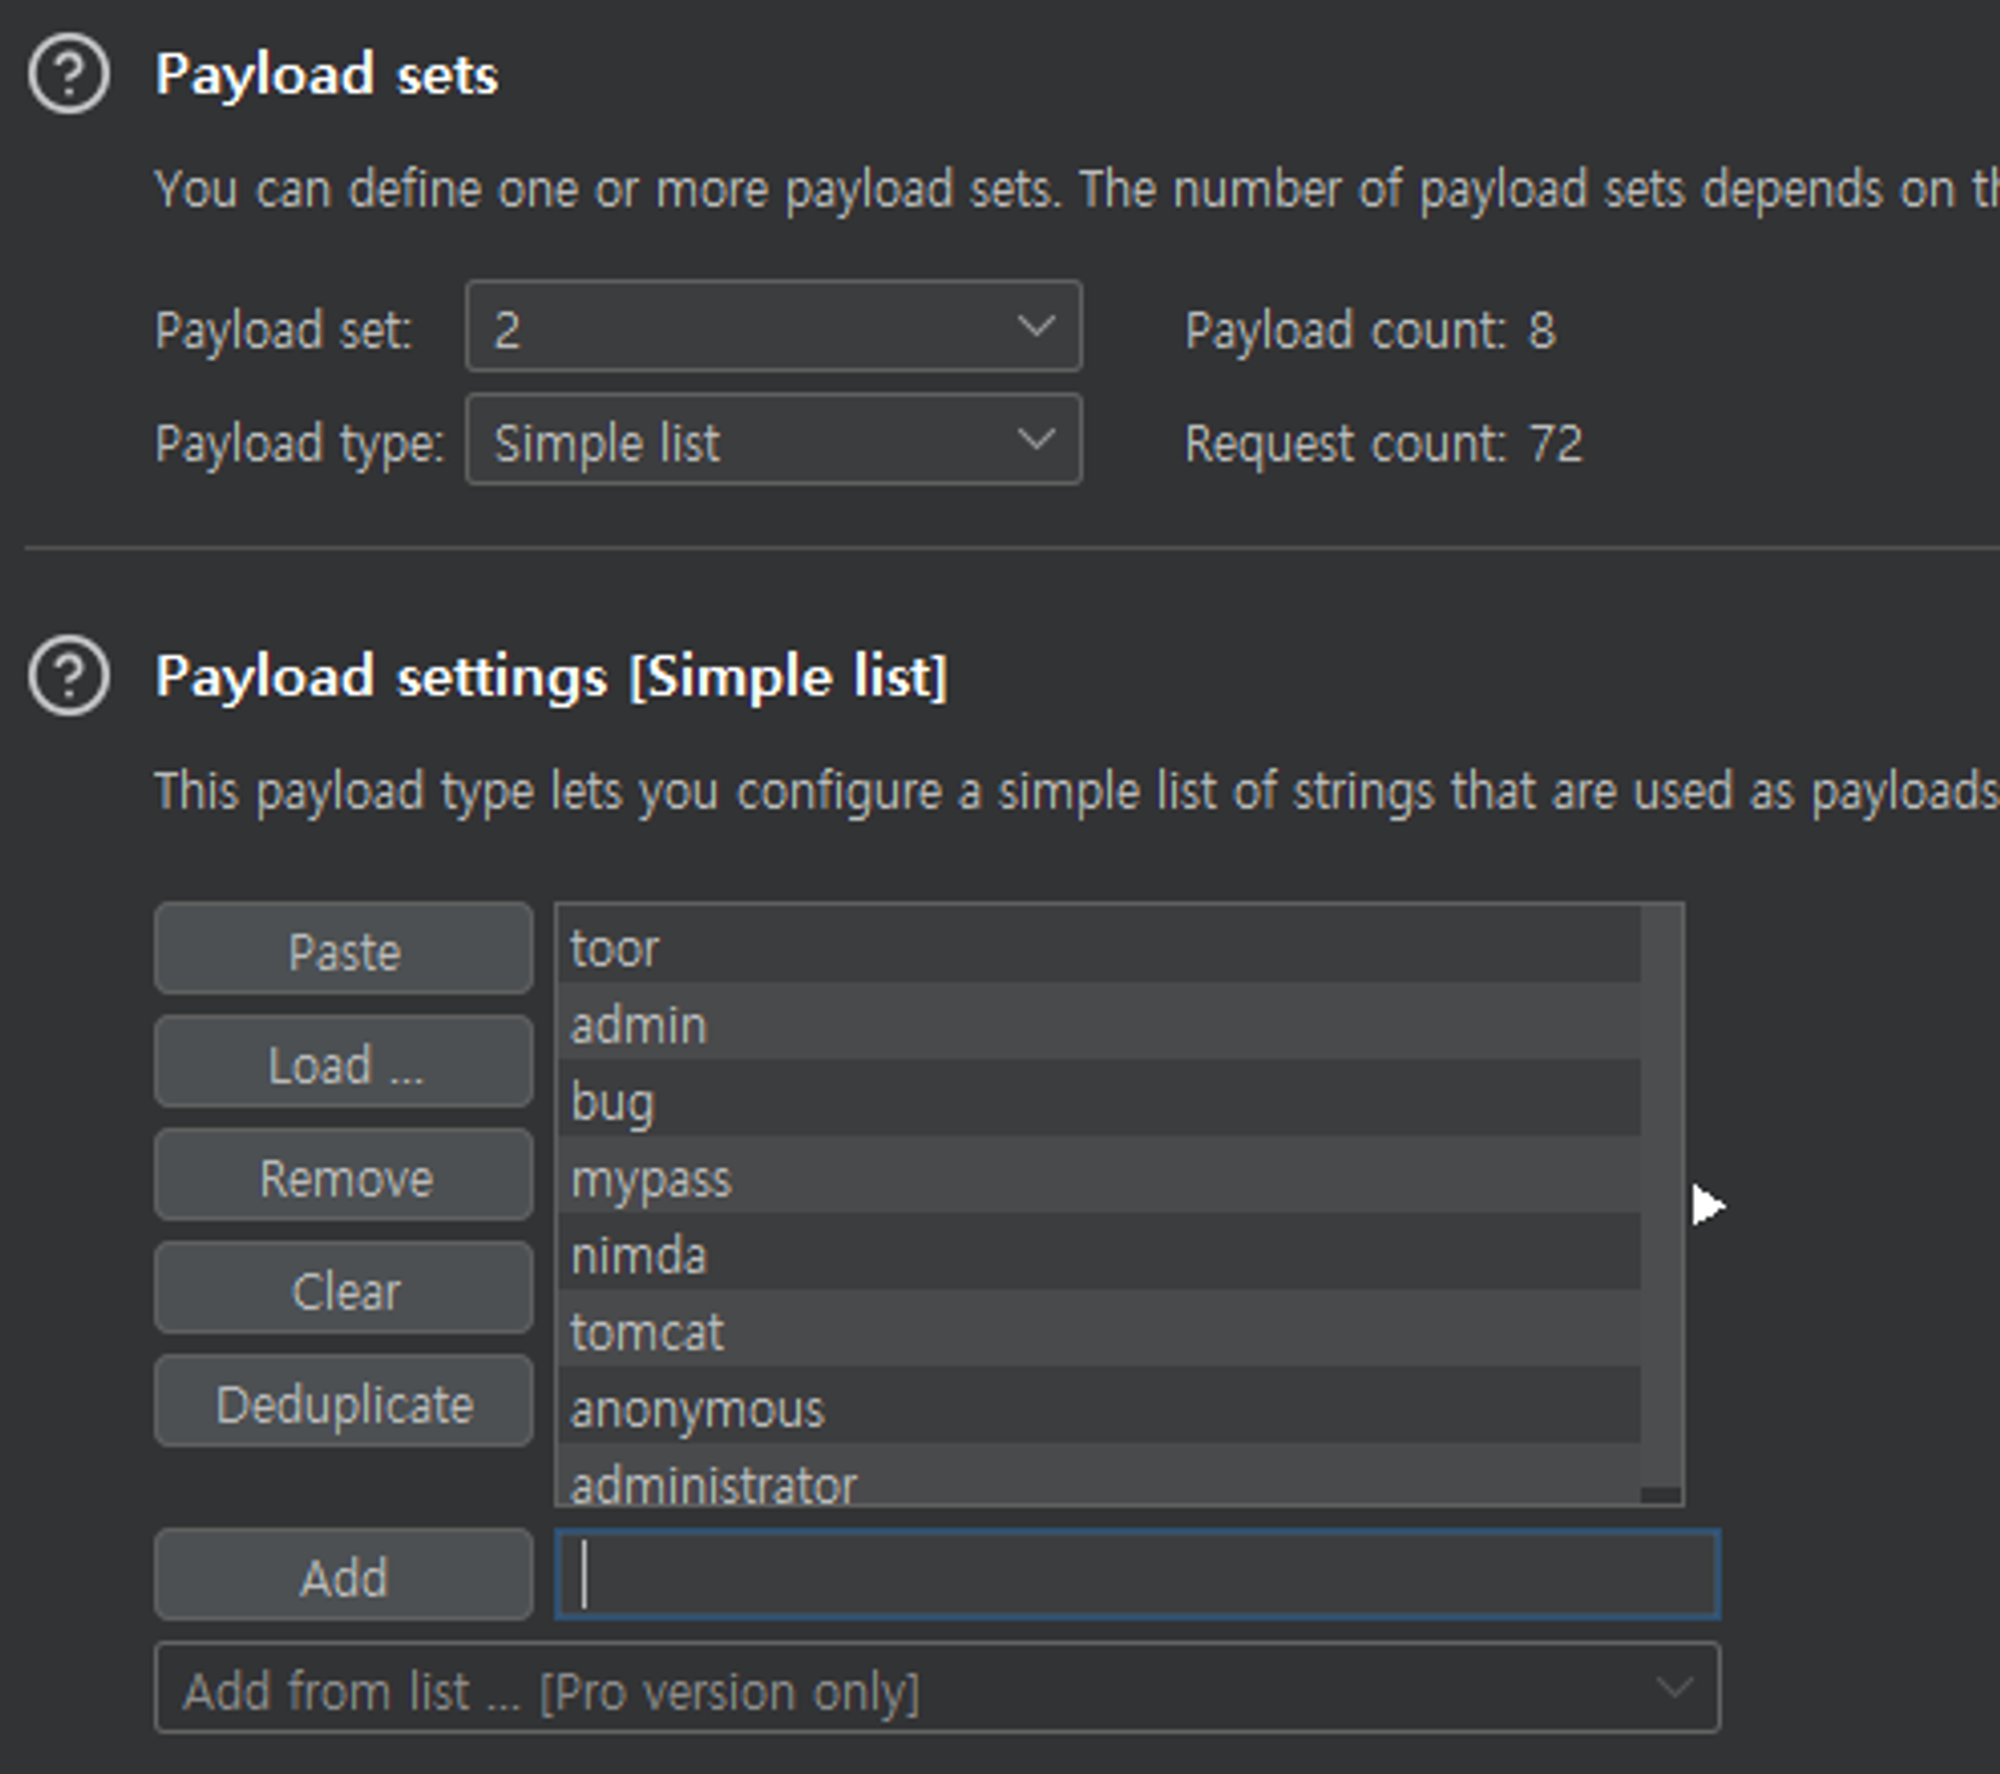 Payload sets
You can define one or more payload sets. The number of payload sets depends on th
Payload set: 2 Payload count: 8
Payload type: Simple list Request count: 72
Payload settings [Simple list]
This payload type lets you configure a simple list of strings that are used as payloads
Paste
Load ...
Remove
Clear
Deduplicate
toor
admin
bug
mypass
nimda
tomcat
anonymous
administrator
Add
Add from list ... [Pro version only]